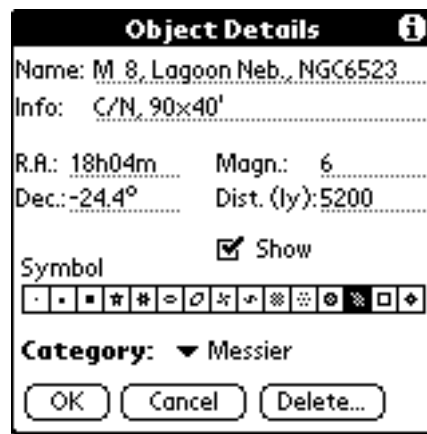 Object Details i
Name: M 8, Lagoon Neb., NGC6523
Info: C/N, 90×40'
R.A.: 18h04m Magn.: 6
Dec.: -24.4° Dist. (ly): 5200
Show
Symbol
Category: Messier
OK Cancel Delete...